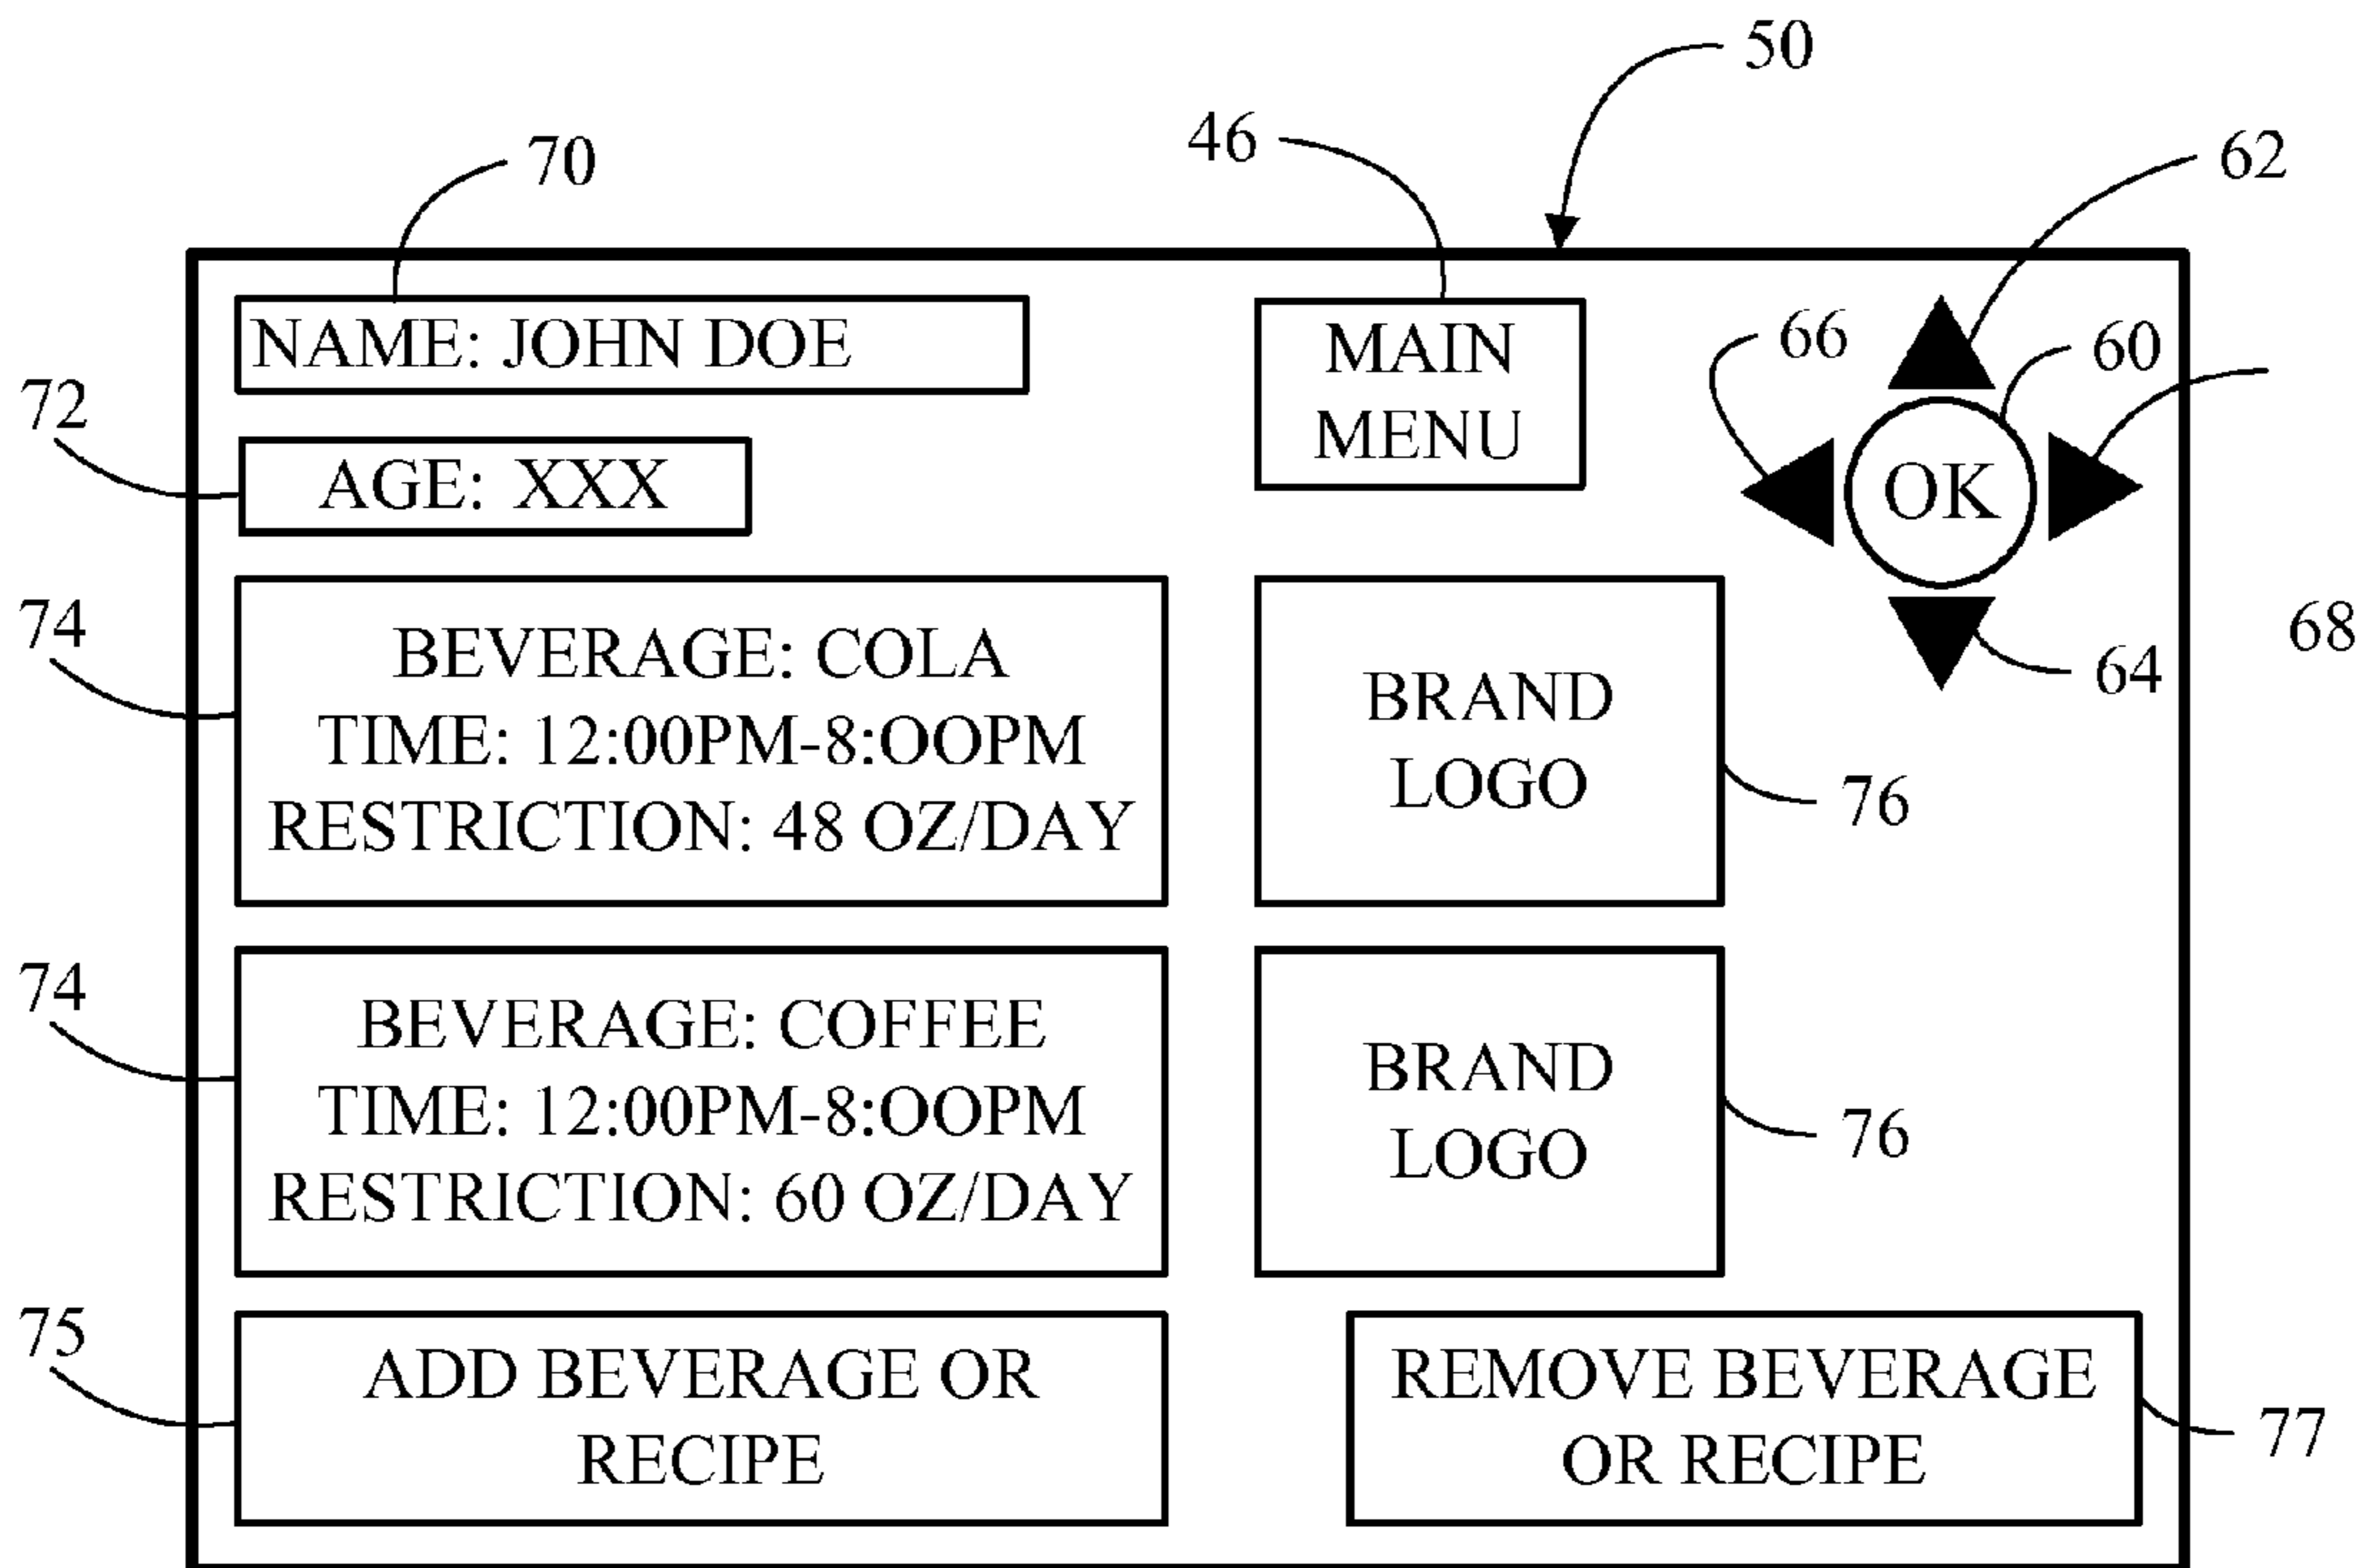 50
46
70
62
NAME: JOHN DOE
MAIN
MENU
66
60
72
AGE: XXX
OK
74
BEVERAGE: COLA
TIME: 12:00PM-8:OOPM
RESTRICTION: 48 OZ/DAY
BRAND
LOGO
68
64
76
74
BEVERAGE: COFFEE
TIME: 12:00PM-8:OOPM
RESTRICTION: 60 OZ/DAY
BRAND
LOGO
76
75
ADD BEVERAGE OR
RECIPE
REMOVE BEVERAGE
OR RECIPE
77